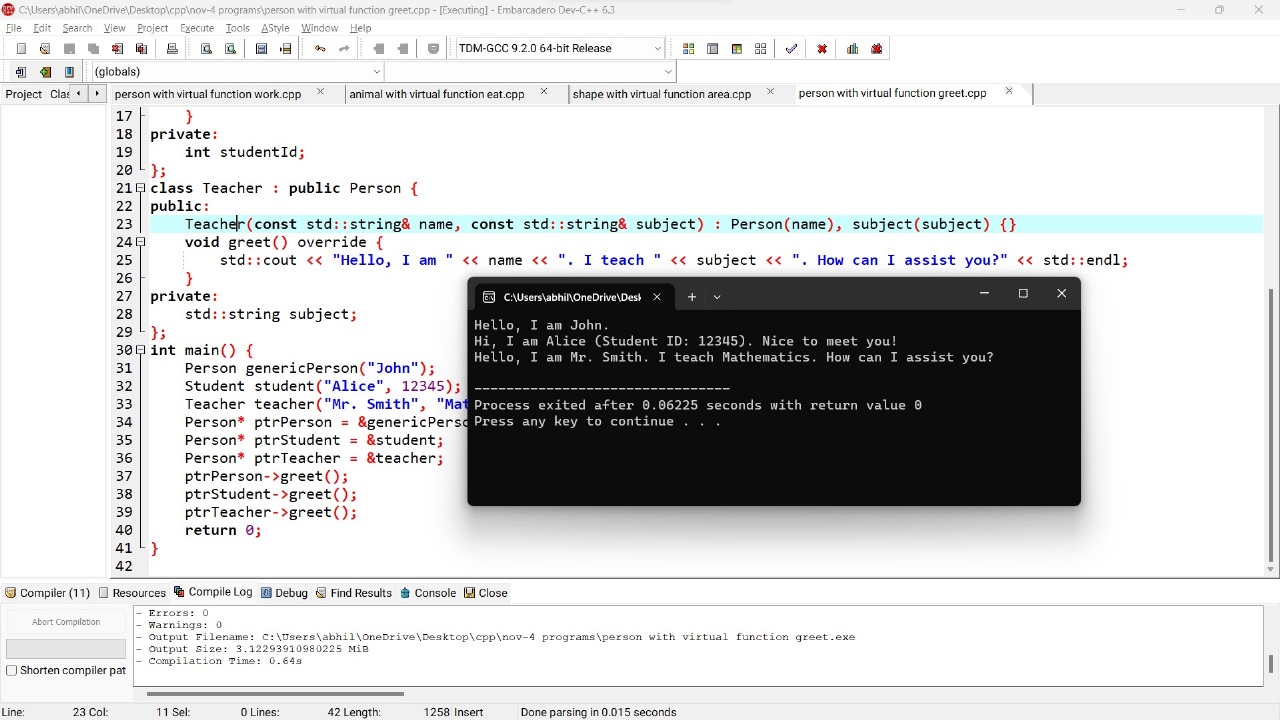 C:\Users\abhil\OneDrive\Desktop\cpp\nov-4 programs\person with virtual function greet.cpp - [Executing] - Embarcadero Dev-C++ 6.3
File Edit Search View Project Execute Tools AStyle Window Help
TDM-GCC 9.2.0 64-bit Release
(globals)
Project Clas person with virtual function work.cpp animal with virtual function eat.cpp shape with virtual function area.cpp person with virtual function greet.cpp
17 }
18 private:
19 int studentId;
20 };
21 class Teacher : public Person {
22 public:
23 Teacher(const std::string& name, const std::string& subject) : Person(name), subject(subject) {}
24 void greet() override {
25 std::cout << "Hello, I am " << name << ". I teach " << subject << ". How can I assist you?" << std::endl;
26 }
27 private:
28 std::string subject;
29 };
30 int main() {
31 Person genericPerson("John");
32 Student student("Alice", 12345);
33 Teacher teacher("Mr. Smith", "Mat
34 Person* ptrPerson = &genericPerso
35 Person* ptrStudent = &student;
36 Person* ptrTeacher = &teacher;
37 ptrPerson->greet();
38 ptrStudent->greet();
39 ptrTeacher->greet();
40 return 0;
41 }
42
C:\Users\abhil\OneDrive\Desk
Hello, I am John.
Hi, I am Alice (Student ID: 12345). Nice to meet you!
Hello, I am Mr. Smith. I teach Mathematics. How can I assist you?
--------------------------------
Process exited after 0.06225 seconds with return value 0
Press any key to continue . . .
Compiler (11) Resources Compile Log Debug Find Results Console Close
Abort Compilation
Shorten compiler pat
- Errors: 0
- Warnings: 0
- Output Filename: C:\Users\abhil\OneDrive\Desktop\cpp\nov-4 programs\person with virtual function greet.exe
- Output Size: 3.12293910980225 MiB
- Compilation Time: 0.64s
Line: 23 Col: 11 Sel: 0 Lines: 42 Length: 1258 Insert Done parsing in 0.015 seconds